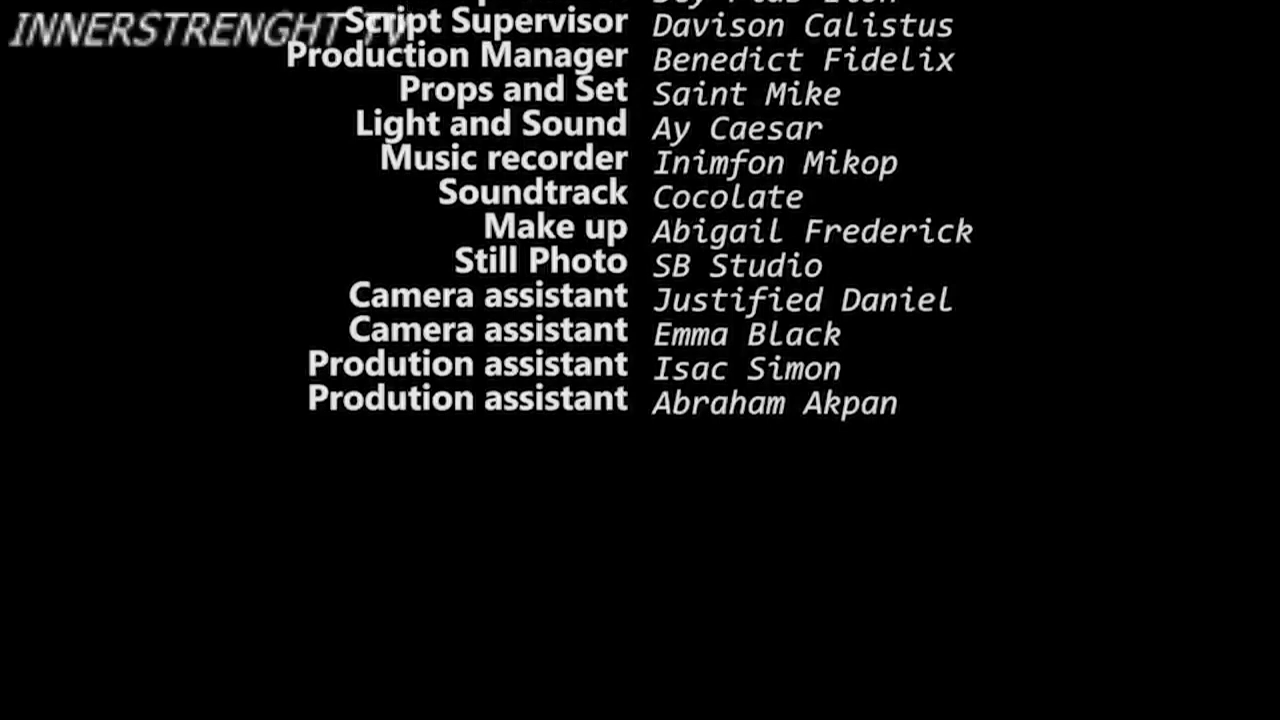 INNERSTRENGHT TV
Script Supervisor Davison Calistus
Production Manager Benedict Fidelix
Props and Set Saint Mike
Light and Sound Ay Caesar
Music recorder Inimfon Mikop
Soundtrack Cocolate
Make up Abigail Frederick
Still Photo SB Studio
Camera assistant Justified Daniel
Camera assistant Emma Black
Prodution assistant Isac Simon
Prodution assistant Abraham Akpan